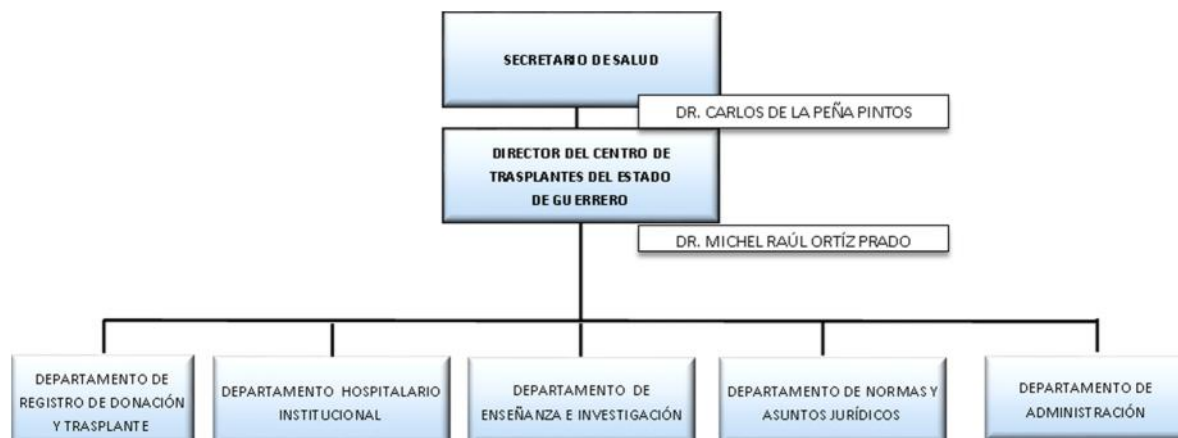 SECRETARIO DE SALUD
DR. CARLOS DE LA PEÑA PINTOS
DIRECTOR DEL CENTRO DE
TRASPLANTES DEL ESTADO
DE GUERRERO
DR. MICHEL RAÚL ORTÍZ PRADO
DEPARTAMENTO DE
REGISTRO DE DONACIÓN
Y TRASPLANTE
DEPARTAMENTO HOSPITALARIO
INSTITUCIONAL
DEPARTAMENTO DE
ENSEÑANZA E INVESTIGACIÓN
DEPARTAMENTO DE NORMAS Y
ASUNTOS JURÍDICOS
DEPARTAMENTO DE
ADMINISTRACIÓN